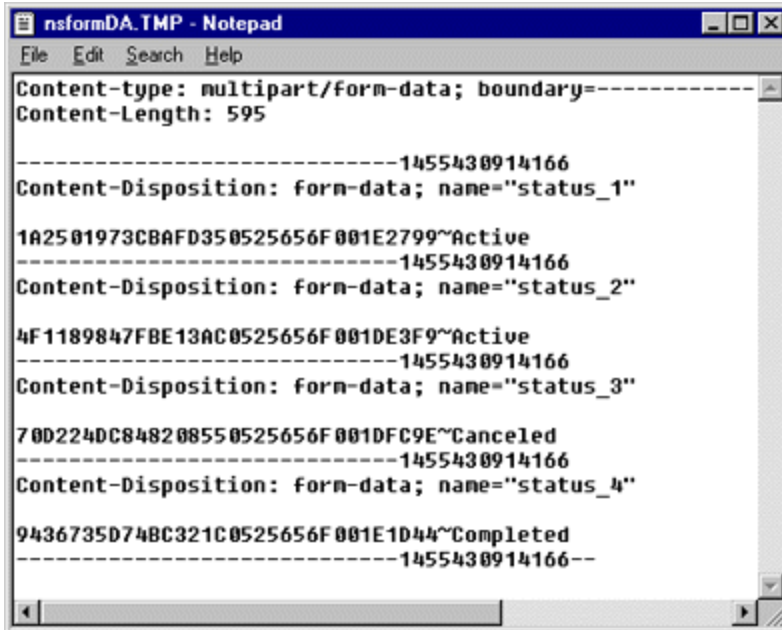 nsformDA.TMP - Notepad
File Edit Search Help
Content-type: multipart/form-data; boundary=------------
Content-Length: 595
-----------------------------1455430914166
Content-Disposition: form-data; name="status_1"
1A2501973CBAFD350525656F001E2799~Active
-----------------------------1455430914166
Content-Disposition: form-data; name="status_2"
4F1189847FBE13AC0525656F001DE3F9~Active
-----------------------------1455430914166
Content-Disposition: form-data; name="status_3"
70D224DC848208550525656F001DFC9E~Canceled
-----------------------------1455430914166
Content-Disposition: form-data; name="status_4"
9436735D74BC321C0525656F001E1D44~Completed
-----------------------------1455430914166--